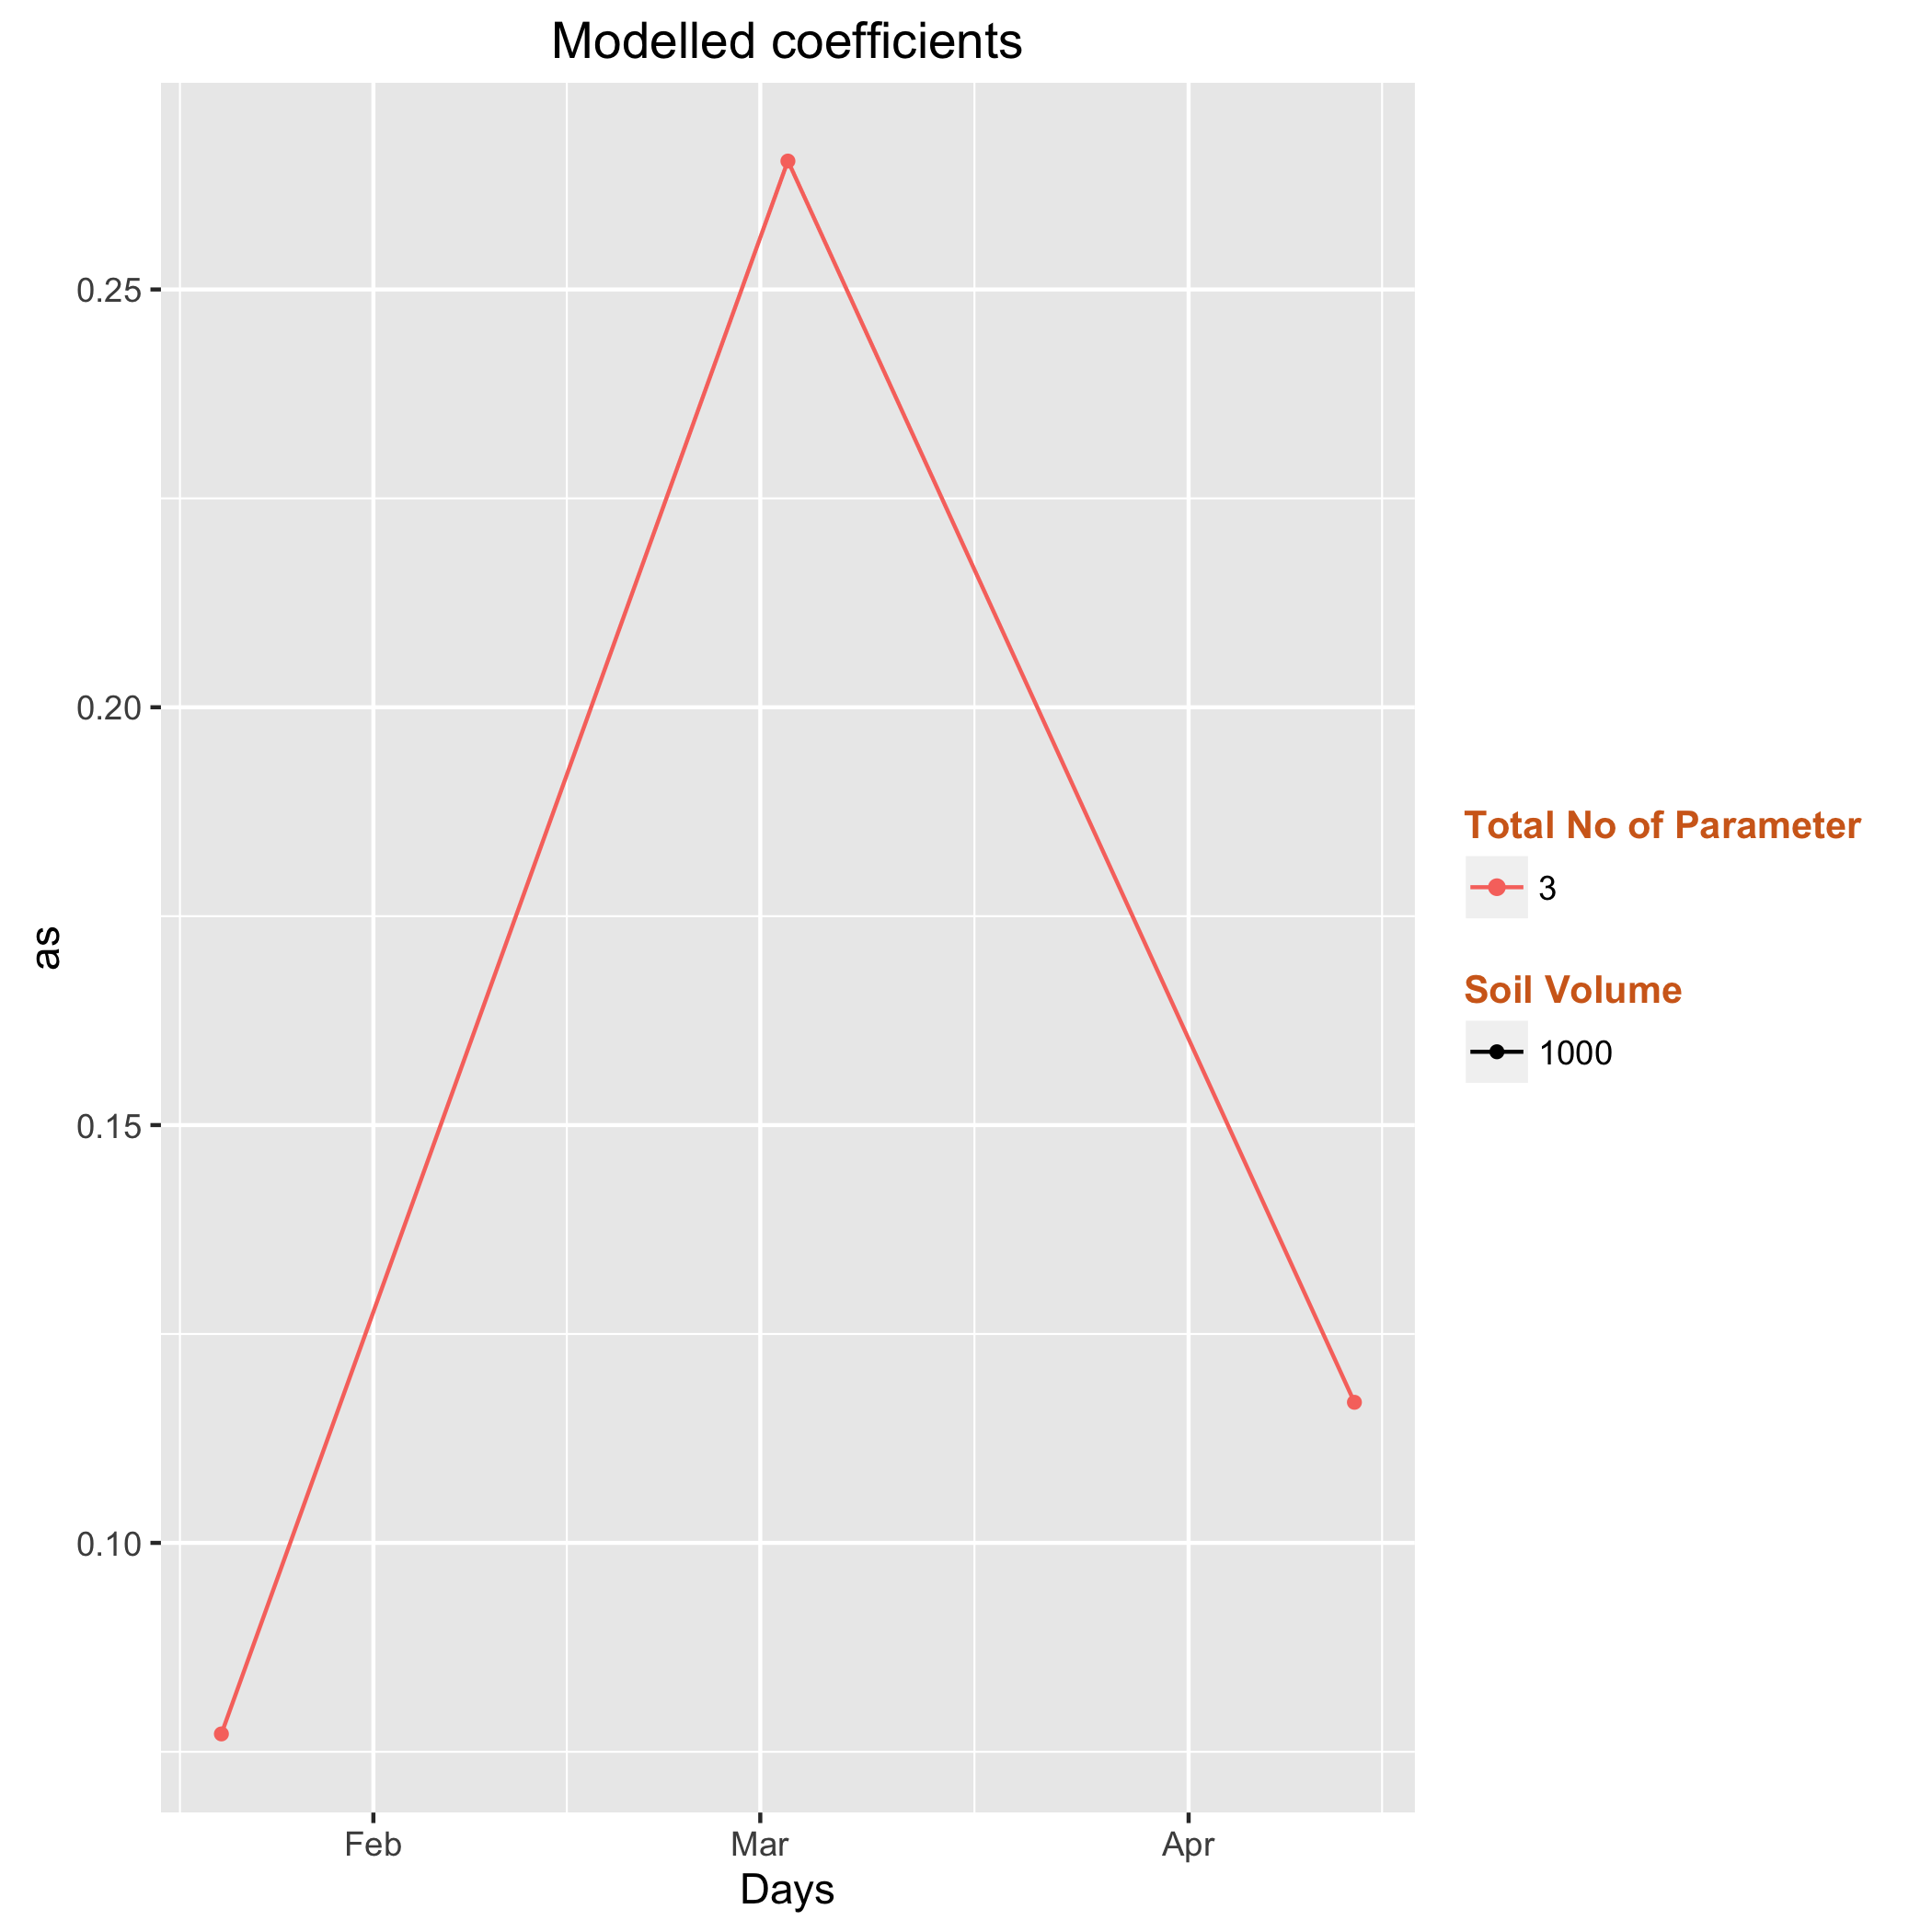 Modelled coefficients
as
0.25
0.20
0.15
0.10
Feb Mar Apr
Days
Total No of Parameter
3
Soil Volume
1000